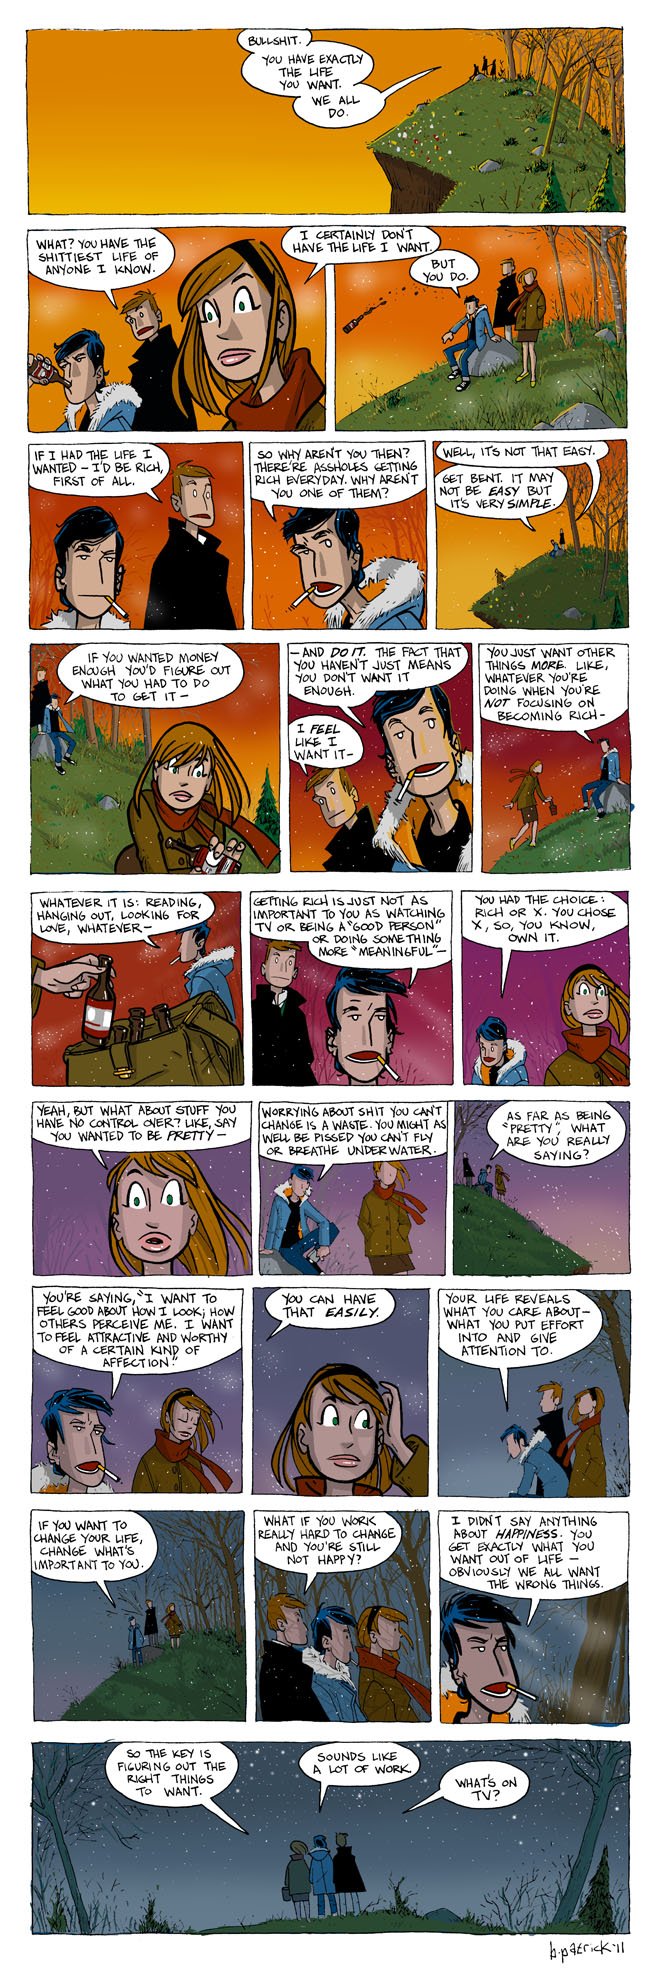 BULLSHIT.
YOU HAVE EXACTLY
THE LIFE
YOU WANT.
WE ALL
DO.
WHAT? YOU HAVE THE
SHITTIEST LIFE OF
ANYONE I KNOW.
I CERTAINLY DON'T
HAVE THE LIFE I WANT.
BUT
YOU DO.
IF I HAD THE LIFE I
WANTED – I'D BE RICH,
FIRST OF ALL.
SO WHY AREN'T YOU THEN?
THERE'RE ASSHOLES GETTING
RICH EVERYDAY. WHY AREN'T
YOU ONE OF THEM?
WELL, IT'S NOT THAT EASY.
GET BENT. IT MAY
NOT BE EASY BUT
IT'S VERY SIMPLE.
IF YOU WANTED MONEY
ENOUGH YOU'D FIGURE OUT
WHAT YOU HAD TO DO
TO GET IT –
– AND DO IT. THE FACT THAT
YOU HAVEN'T JUST MEANS
YOU DON'T WANT IT
ENOUGH.
I FEEL
LIKE I
WANT IT –
YOU JUST WANT OTHER
THINGS MORE. LIKE,
WHATEVER YOU'RE
DOING WHEN YOU'RE
NOT FOCUSING ON
BECOMING RICH –
WHATEVER IT IS: READING,
HANGING OUT, LOOKING FOR
LOVE, WHATEVER –
GETTING RICH IS JUST NOT AS
IMPORTANT TO YOU AS WATCHING
TV OR BEING A "GOOD PERSON"
OR DOING SOMETHING
MORE "MEANINGFUL" –
YOU HAD THE CHOICE:
RICH OR X. YOU CHOSE
X, SO, YOU KNOW,
OWN IT.
YEAH, BUT WHAT ABOUT STUFF YOU
HAVE NO CONTROL OVER? LIKE, SAY
YOU WANTED TO BE PRETTY –
WORRYING ABOUT SHIT YOU CAN'T
CHANGE IS A WASTE. YOU MIGHT AS
WELL BE PISSED YOU CAN'T FLY
OR BREATHE UNDERWATER.
AS FAR AS BEING
"PRETTY", WHAT
ARE YOU REALLY
SAYING?
YOU'RE SAYING, "I WANT TO
FEEL GOOD ABOUT HOW I LOOK; HOW
OTHERS PERCEIVE ME. I WANT
TO FEEL ATTRACTIVE AND WORTHY
OF A CERTAIN KIND OF
AFFECTION."
YOU CAN HAVE
THAT EASILY.
YOUR LIFE REVEALS
WHAT YOU CARE ABOUT –
WHAT YOU PUT EFFORT
INTO AND GIVE
ATTENTION TO.
IF YOU WANT TO
CHANGE YOUR LIFE,
CHANGE WHAT'S
IMPORTANT TO YOU.
WHAT IF YOU WORK
REALLY HARD TO CHANGE
AND YOU'RE STILL
NOT HAPPY?
I DIDN'T SAY ANYTHING
ABOUT HAPPINESS. YOU
GET EXACTLY WHAT YOU
WANT OUT OF LIFE –
OBVIOUSLY WE ALL WANT
THE WRONG THINGS.
SO THE KEY IS
FIGURING OUT THE
RIGHT THINGS
TO WANT.
SOUNDS LIKE
A LOT OF WORK.
WHAT'S ON
TV?
b.patrick '11